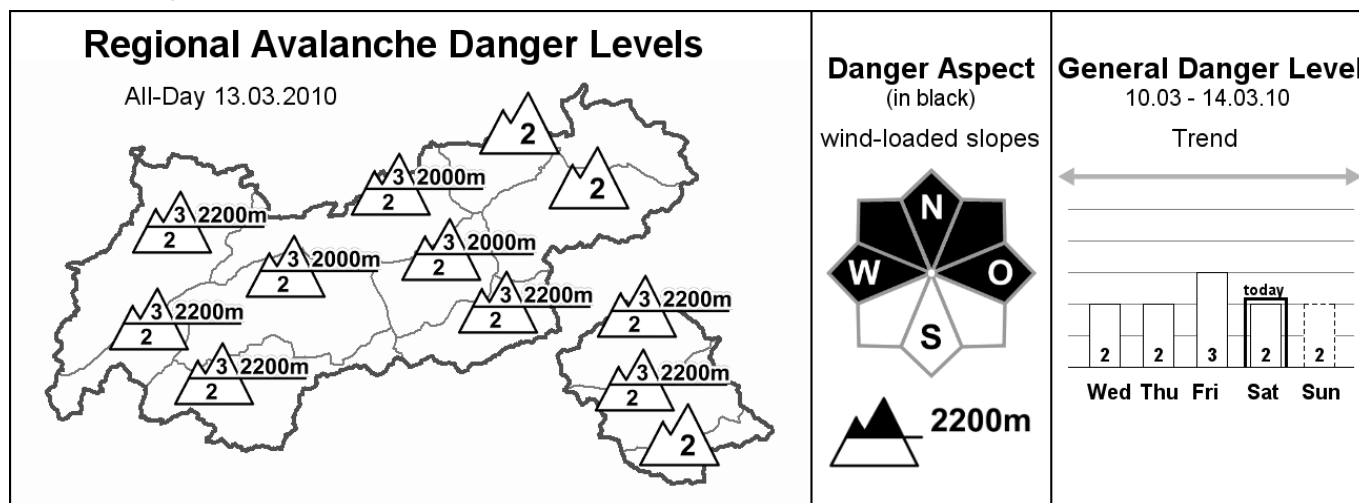 Regional Avalanche Danger Levels
All-Day 13.03.2010
2
2
3 2000m
2
3 2200m
2
3 2000m
2
3 2000m
2
3 2200m
2
3 2200m
2
3 2200m
2
3 2200m
2
3 2200m
2
2
Danger Aspect
(in black)
wind-loaded slopes
N
W
O
S
2200m
General Danger Level
10.03 - 14.03.10
Trend
today
2
2
3
2
2
Wed Thu Fri Sat Sun